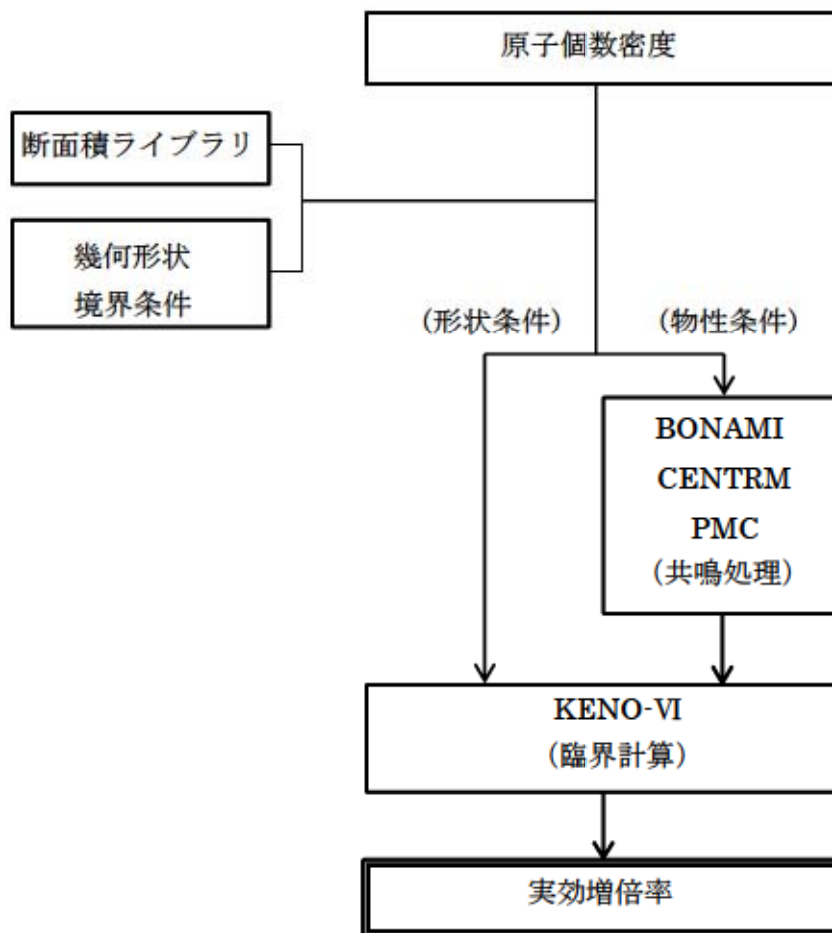 原子個数密度
断面積ライブラリ
幾何形状
境界条件
(形状条件)
(物性条件)
BONAMI
CENTRM
PMC
(共鳴処理)
KENO-Ⅵ
(臨界計算)
実効増倍率